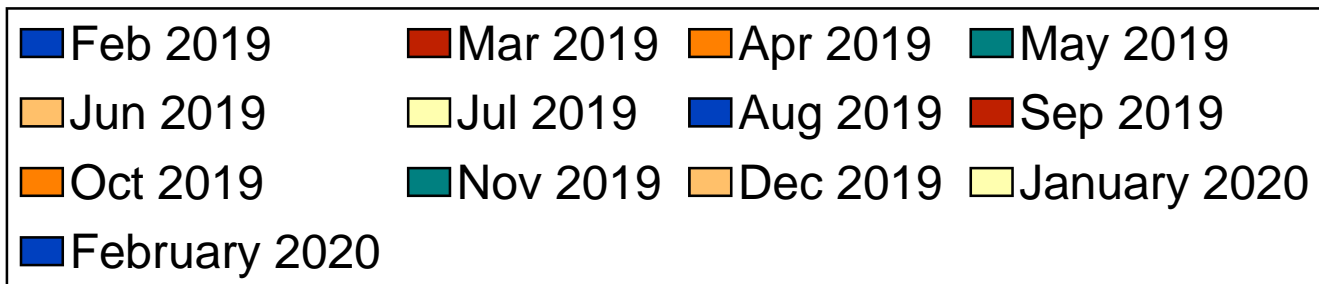 Feb 2019 Mar 2019 Apr 2019 May 2019
Jun 2019 Jul 2019 Aug 2019 Sep 2019
Oct 2019 Nov 2019 Dec 2019 January 2020
February 2020